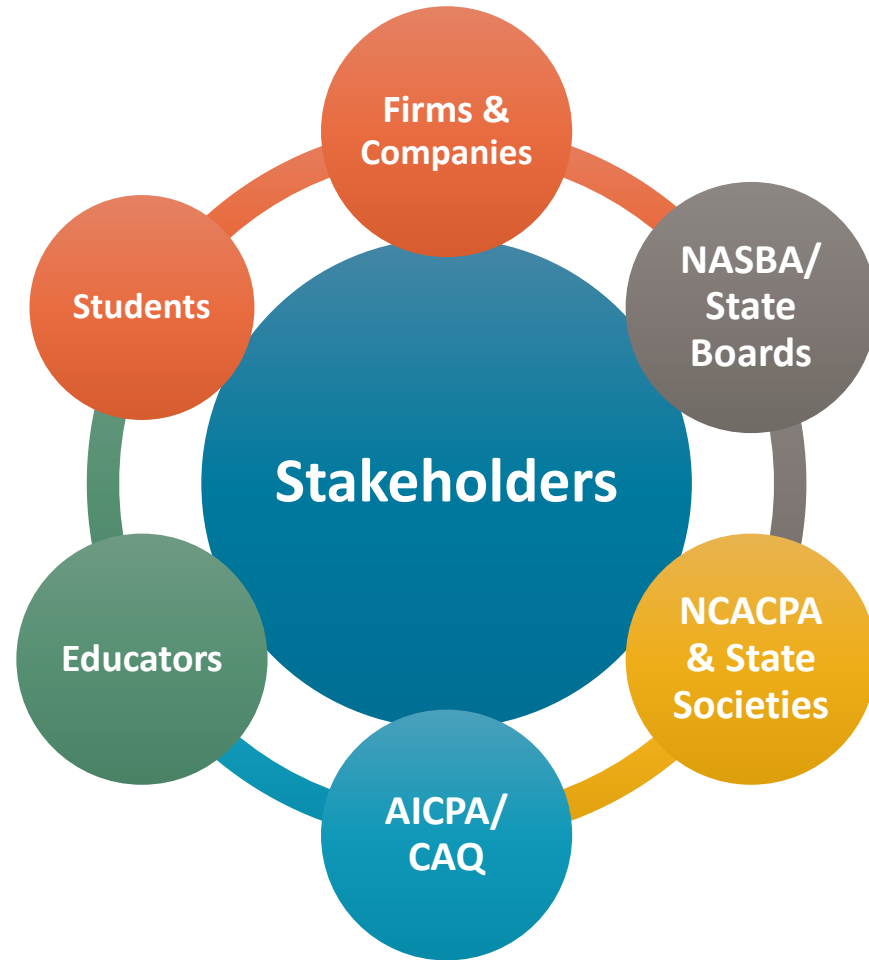 Firms &
Companies
NASBA/
State
Boards
Students
Stakeholders
NCACPA
& State
Societies
Educators
AICPA/
CAQ